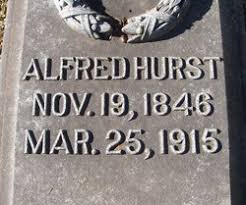 ALFRED HURST
NOV. 19, 1846
MAR. 25, 1915